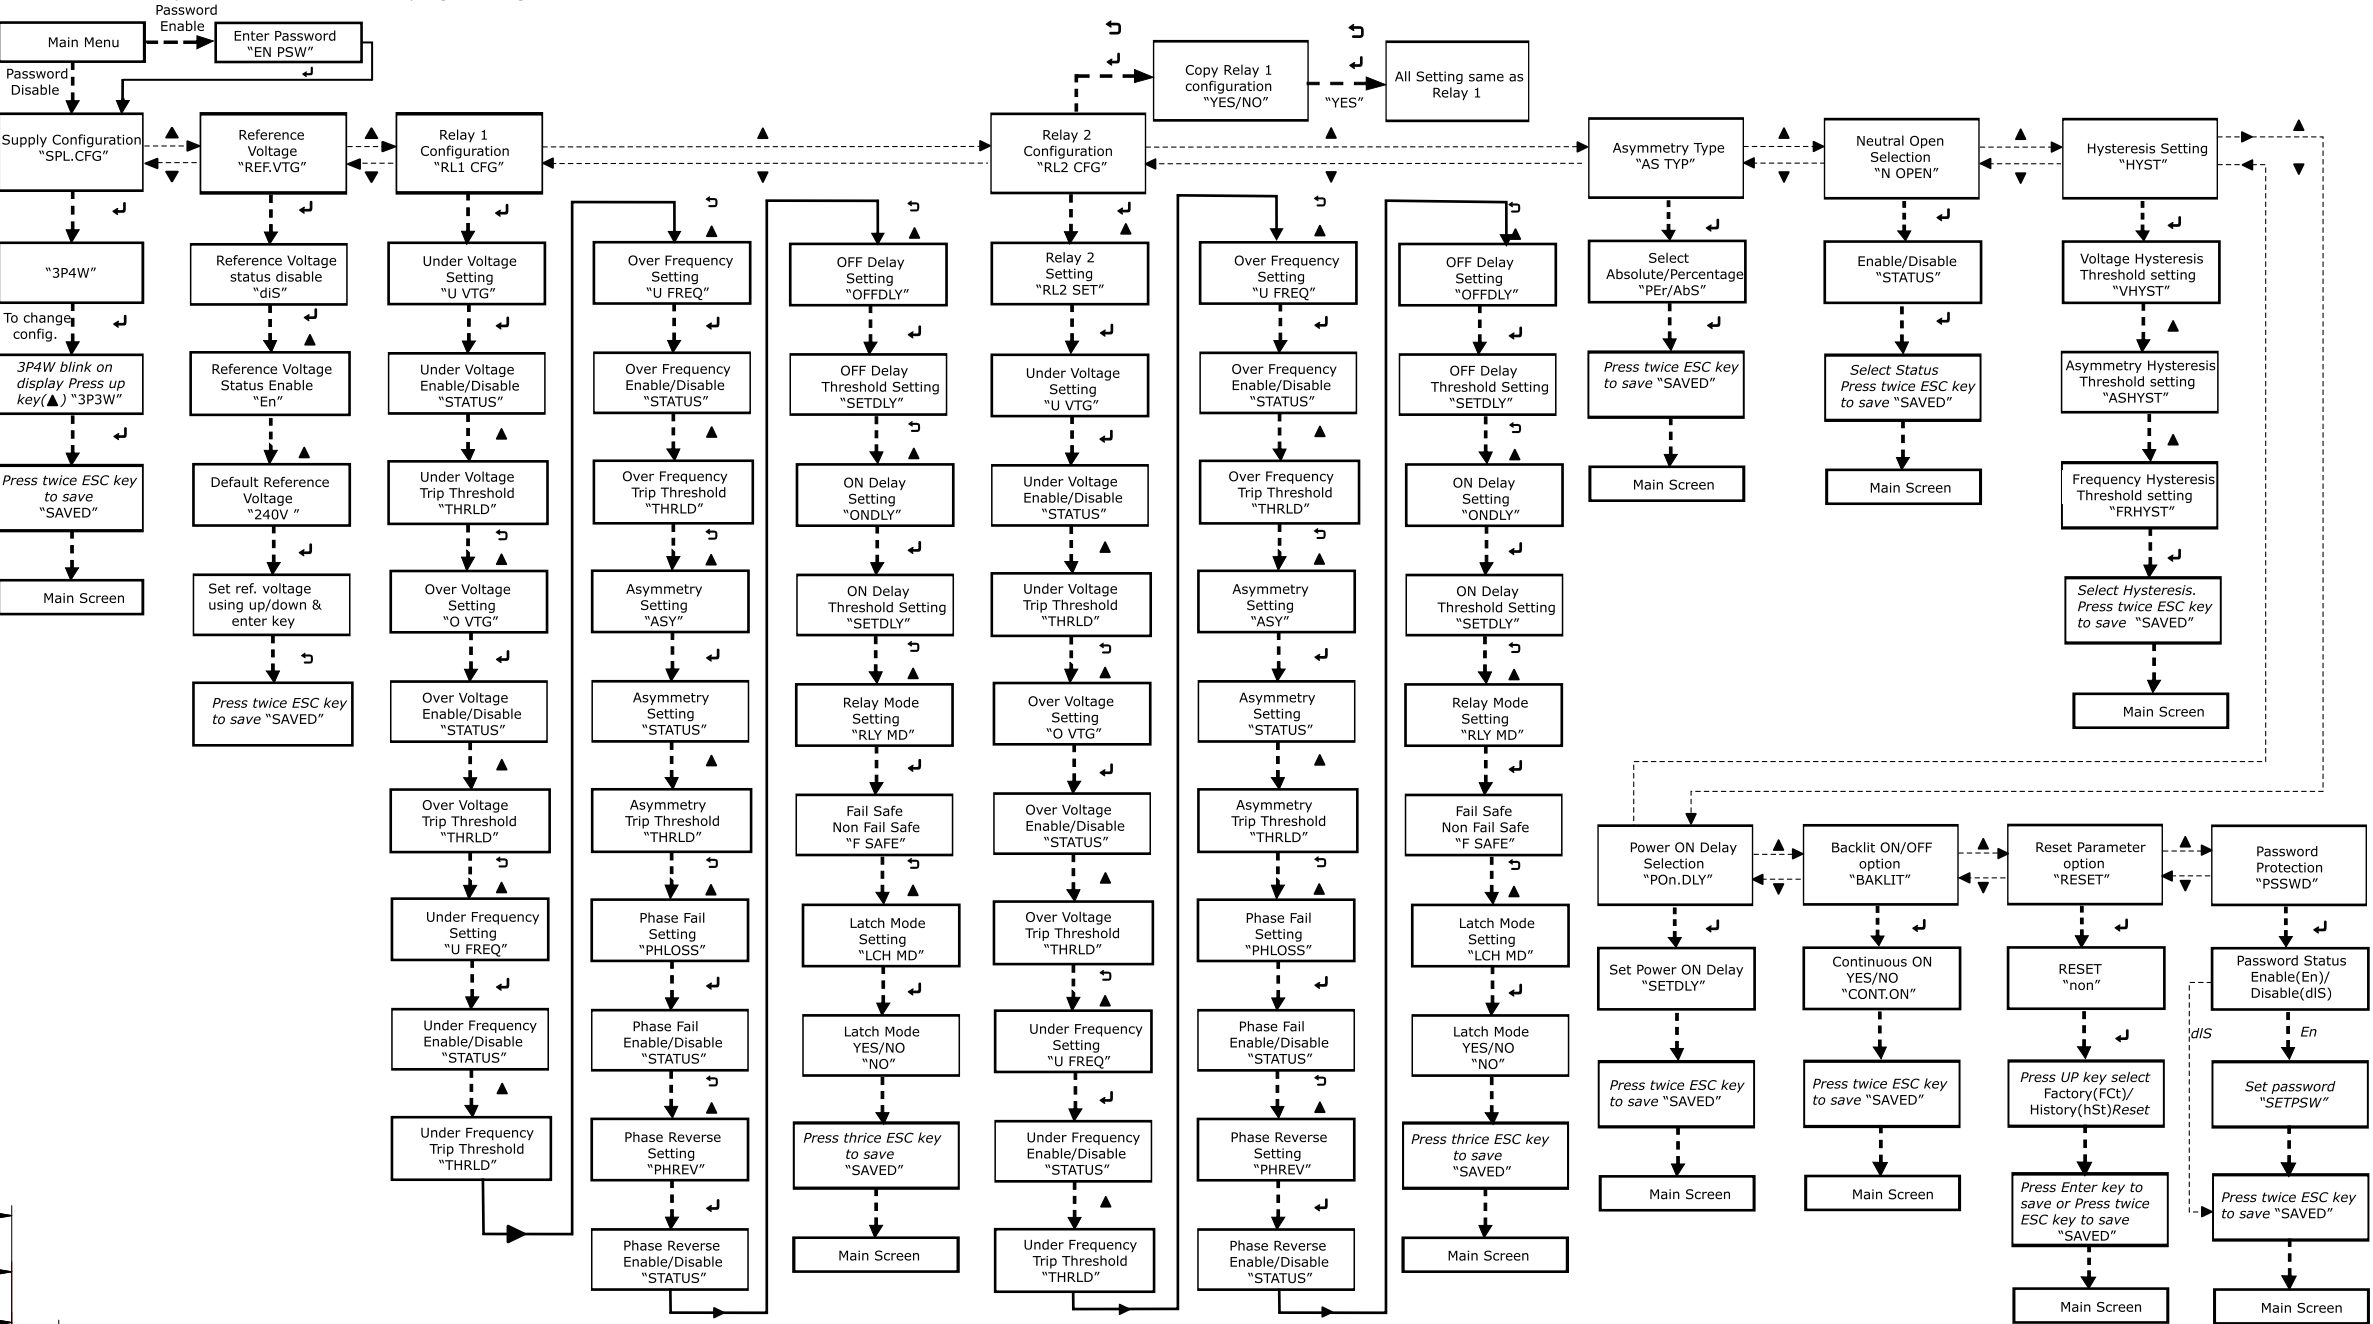 Password
Enable
Main Menu
Enter Password
“EN PSW”
Password
Disable
Copy Relay 1
configuration
“YES/NO”
“YES”
All Setting same as
Relay 1
Supply Configuration
“SPL.CFG”
Reference
Voltage
“REF.VTG”
Relay 1
Configuration
“RL1 CFG”
Relay 2
Configuration
“RL2 CFG”
Asymmetry Type
“AS TYP”
Neutral Open
Selection
“N OPEN”
Hysteresis Setting
“HYST”
“3P4W”
To change
config.
3P4W blink on
display Press up
key(▲) “3P3W”
Press twice ESC key
to save
“SAVED”
Main Screen
Reference Voltage
status disable
“diS”
Reference Voltage
Status Enable
“En”
Default Reference
Voltage
“240V ”
Set ref. voltage
using up/down &
enter key
Press twice ESC key
to save “SAVED”
Under Voltage
Setting
“U VTG”
Under Voltage
Enable/Disable
“STATUS”
Under Voltage
Trip Threshold
“THRLD”
Over Voltage
Setting
“O VTG”
Over Voltage
Enable/Disable
“STATUS”
Over Voltage
Trip Threshold
“THRLD”
Under Frequency
Setting
“U FREQ”
Under Frequency
Enable/Disable
“STATUS”
Under Frequency
Trip Threshold
“THRLD”
Over Frequency
Setting
“U FREQ”
Over Frequency
Enable/Disable
“STATUS”
Over Frequency
Trip Threshold
“THRLD”
Asymmetry
Setting
“ASY”
Asymmetry
Setting
“STATUS”
Asymmetry
Trip Threshold
“THRLD”
Phase Fail
Setting
“PHLOSS”
Phase Fail
Enable/Disable
“STATUS”
Phase Reverse
Setting
“PHREV”
Phase Reverse
Enable/Disable
“STATUS”
OFF Delay
Setting
“OFFDLY”
OFF Delay
Threshold Setting
“SETDLY”
ON Delay
Setting
“ONDLY”
ON Delay
Threshold Setting
“SETDLY”
Relay Mode
Setting
“RLY MD”
Fail Safe
Non Fail Safe
“F SAFE”
Latch Mode
Setting
“LCH MD”
Latch Mode
YES/NO
“NO”
Press thrice ESC key
to save
“SAVED”
Main Screen
Relay 2
Setting
“RL2 SET”
Under Voltage
Setting
“U VTG”
Under Voltage
Enable/Disable
“STATUS”
Under Voltage
Trip Threshold
“THRLD”
Over Voltage
Setting
“O VTG”
Over Voltage
Enable/Disable
“STATUS”
Over Voltage
Trip Threshold
“THRLD”
Under Frequency
Setting
“U FREQ”
Under Frequency
Enable/Disable
“STATUS”
Under Frequency
Trip Threshold
“THRLD”
Over Frequency
Setting
“U FREQ”
Over Frequency
Enable/Disable
“STATUS”
Over Frequency
Trip Threshold
“THRLD”
Asymmetry
Setting
“ASY”
Asymmetry
Setting
“STATUS”
Asymmetry
Trip Threshold
“THRLD”
Phase Fail
Setting
“PHLOSS”
Phase Fail
Enable/Disable
“STATUS”
Phase Reverse
Setting
“PHREV”
Phase Reverse
Enable/Disable
“STATUS”
OFF Delay
Setting
“OFFDLY”
OFF Delay
Threshold Setting
“SETDLY”
ON Delay
Setting
“ONDLY”
ON Delay
Threshold Setting
“SETDLY”
Relay Mode
Setting
“RLY MD”
Fail Safe
Non Fail Safe
“F SAFE”
Latch Mode
Setting
“LCH MD”
Latch Mode
YES/NO
“NO”
Press thrice ESC key
to save
“SAVED”
Main Screen
Select
Absolute/Percentage
“PEr/AbS”
Press twice ESC key
to save “SAVED”
Main Screen
Enable/Disable
“STATUS”
Select Status
Press twice ESC key
to save “SAVED”
Main Screen
Voltage Hysteresis
Threshold setting
“VHYST”
Asymmetry Hysteresis
Threshold setting
“ASHYST”
Frequency Hysteresis
Threshold setting
“FRHYST”
Select Hysteresis.
Press twice ESC key
to save “SAVED”
Main Screen
Power ON Delay
Selection
“POn.DLY”
Set Power ON Delay
“SETDLY”
Press twice ESC key
to save “SAVED”
Main Screen
Backlit ON/OFF
option
“BAKLIT”
Continuous ON
YES/NO
“CONT.ON”
Press twice ESC key
to save “SAVED”
Main Screen
Reset Parameter
option
“RESET”
RESET
“non”
Press UP key select
Factory(FCt)/
History(hSt)Reset
Press Enter key to
save or Press twice
ESC key to save
“SAVED”
Main Screen
Password
Protection
“PSSWD”
Password Status
Enable(En)/
Disable(dIS)
dIS
En
Set password
“SETPSW”
Press twice ESC key
to save “SAVED”
Main Screen